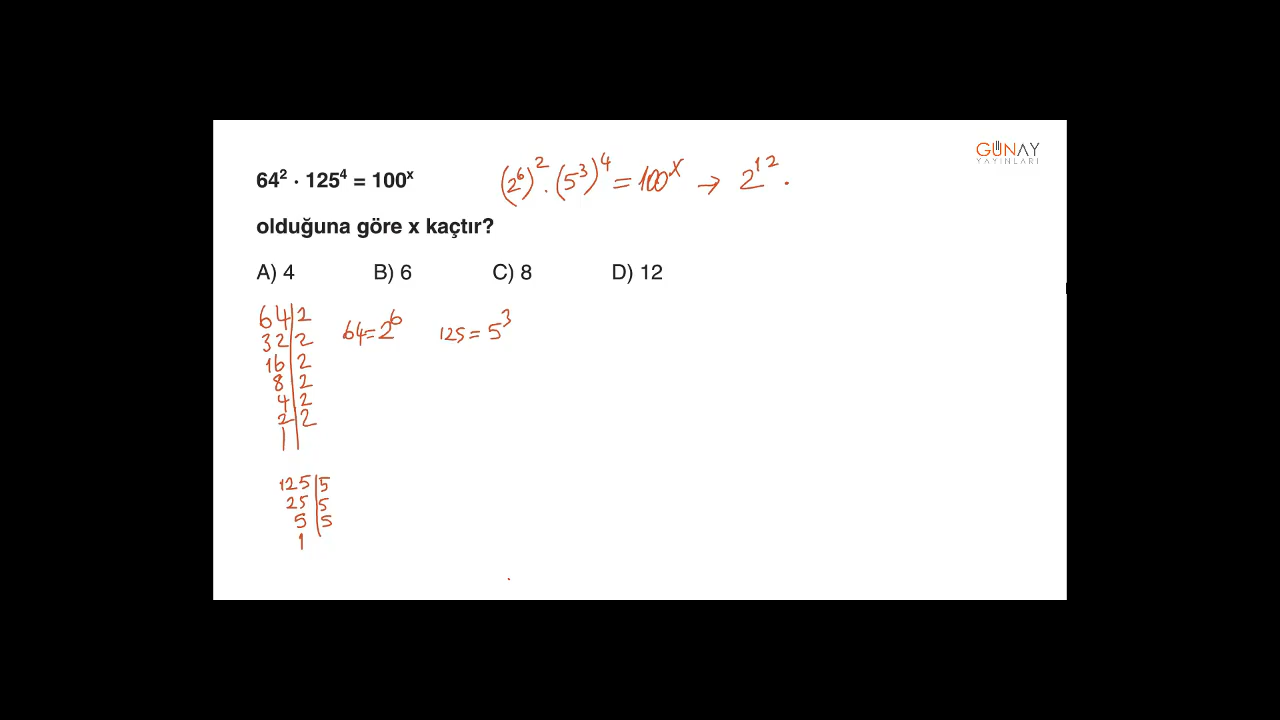 GÜNAY
YAYINLARI
64² · 125⁴ = 100ˣ
(2⁶)² . (5³)⁴ = 100ˣ → 2¹² .
olduğuna göre x kaçtır?
A) 4 B) 6 C) 8 D) 12
64|2
32|2
16|2
8|2
4|2
2|2
1|
64=2⁶ 125=5³
125|5
25|5
5|5
1